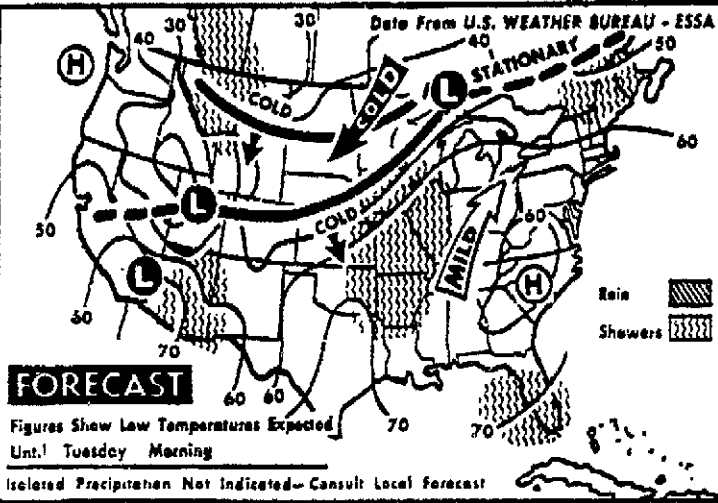 Data From U.S. WEATHER BUREAU - ESSA
30
30
40
40
50
H
COLD
COLD
L
STATIONARY
60
50
L
COLD
MILD
60
L
H
60
70
Rain
Showers
FORECAST
60
60
70
70
Figures Show Low Temperatures Expected
Until Tuesday Morning
Isolated Precipitation Not Indicated- Consult Local Forecast